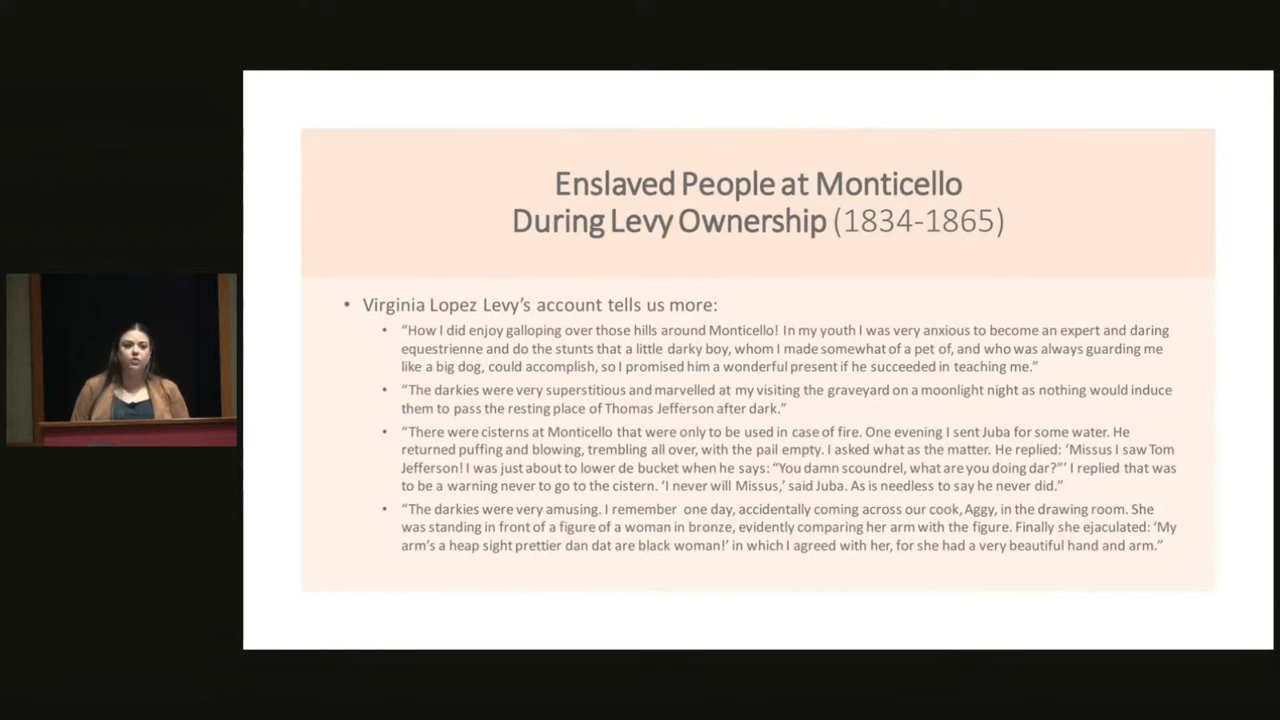 Enslaved People at Monticello
During Levy Ownership (1834-1865)
• Virginia Lopez Levy's account tells us more:
• “How I did enjoy galloping over those hills around Monticello! In my youth I was very anxious to become an expert and daring
equestrienne and do the stunts that a little darky boy, whom I made somewhat of a pet of, and who was always guarding me
like a big dog, could accomplish, so I promised him a wonderful present if he succeeded in teaching me.”
• “The darkies were very superstitious and marvelled at my visiting the graveyard on a moonlight night as nothing would induce
them to pass the resting place of Thomas Jefferson after dark.”
• “There were cisterns at Monticello that were only to be used in case of fire. One evening I sent Juba for some water. He
returned puffing and blowing, trembling all over, with the pail empty. I asked what as the matter. He replied: ‘Missus I saw Tom
Jefferson! I was just about to lower de bucket when he says: “You damn scoundrel, what are you doing dar?”’ I replied that was
to be a warning never to go to the cistern. ‘I never will Missus,’ said Juba. As is needless to say he never did.”
• “The darkies were very amusing. I remember one day, accidentally coming across our cook, Aggy, in the drawing room. She
was standing in front of a figure of a woman in bronze, evidently comparing her arm with the figure. Finally she ejaculated: ‘My
arm's a heap sight prettier dan dat are black woman!’ in which I agreed with her, for she had a very beautiful hand and arm.”